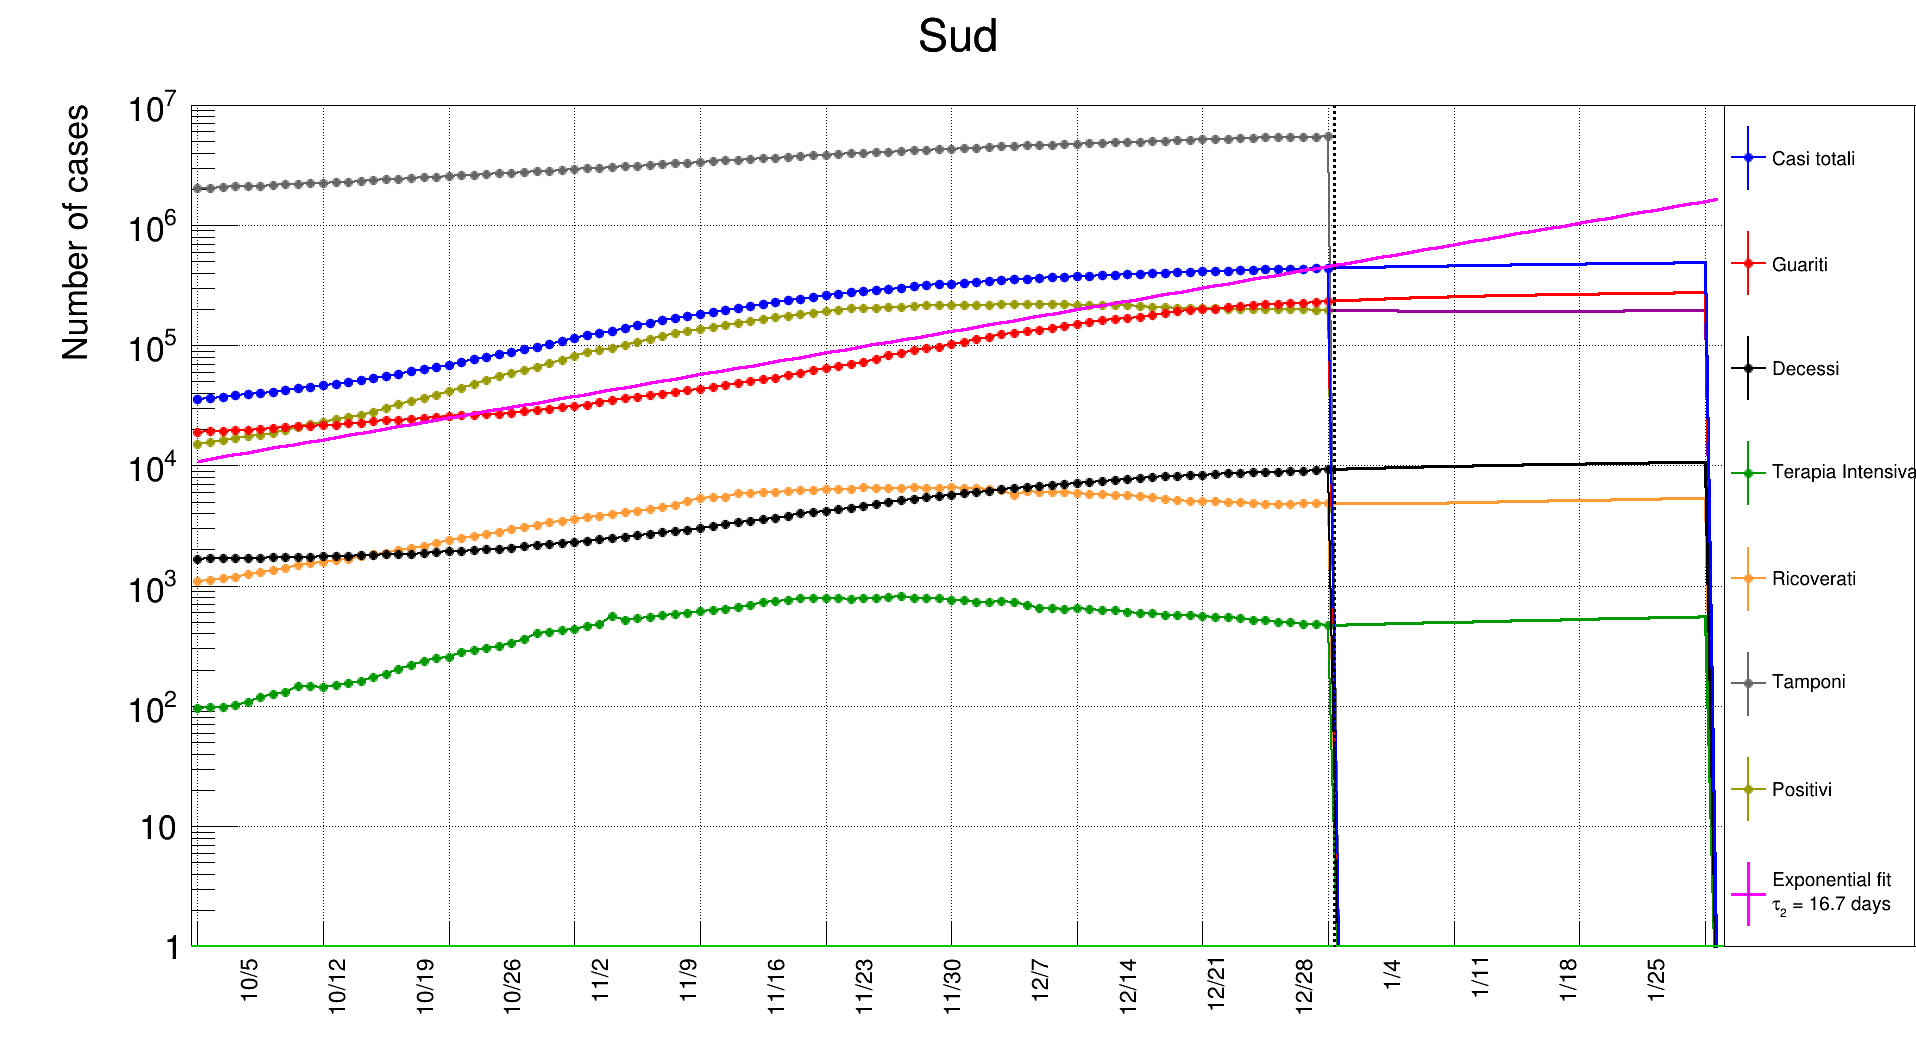 Sud
Number of cases
10^7
10^6
10^5
10^4
10^3
10^2
10
1
10/5 10/12 10/19 10/26 11/2 11/9 11/16 11/23 11/30 12/7 12/14 12/21 12/28 1/4 1/11 1/18 1/25
Casi totali
Guariti
Decessi
Terapia Intensiva
Ricoverati
Tamponi
Positivi
Exponential fit
τ₂ = 16.7 days